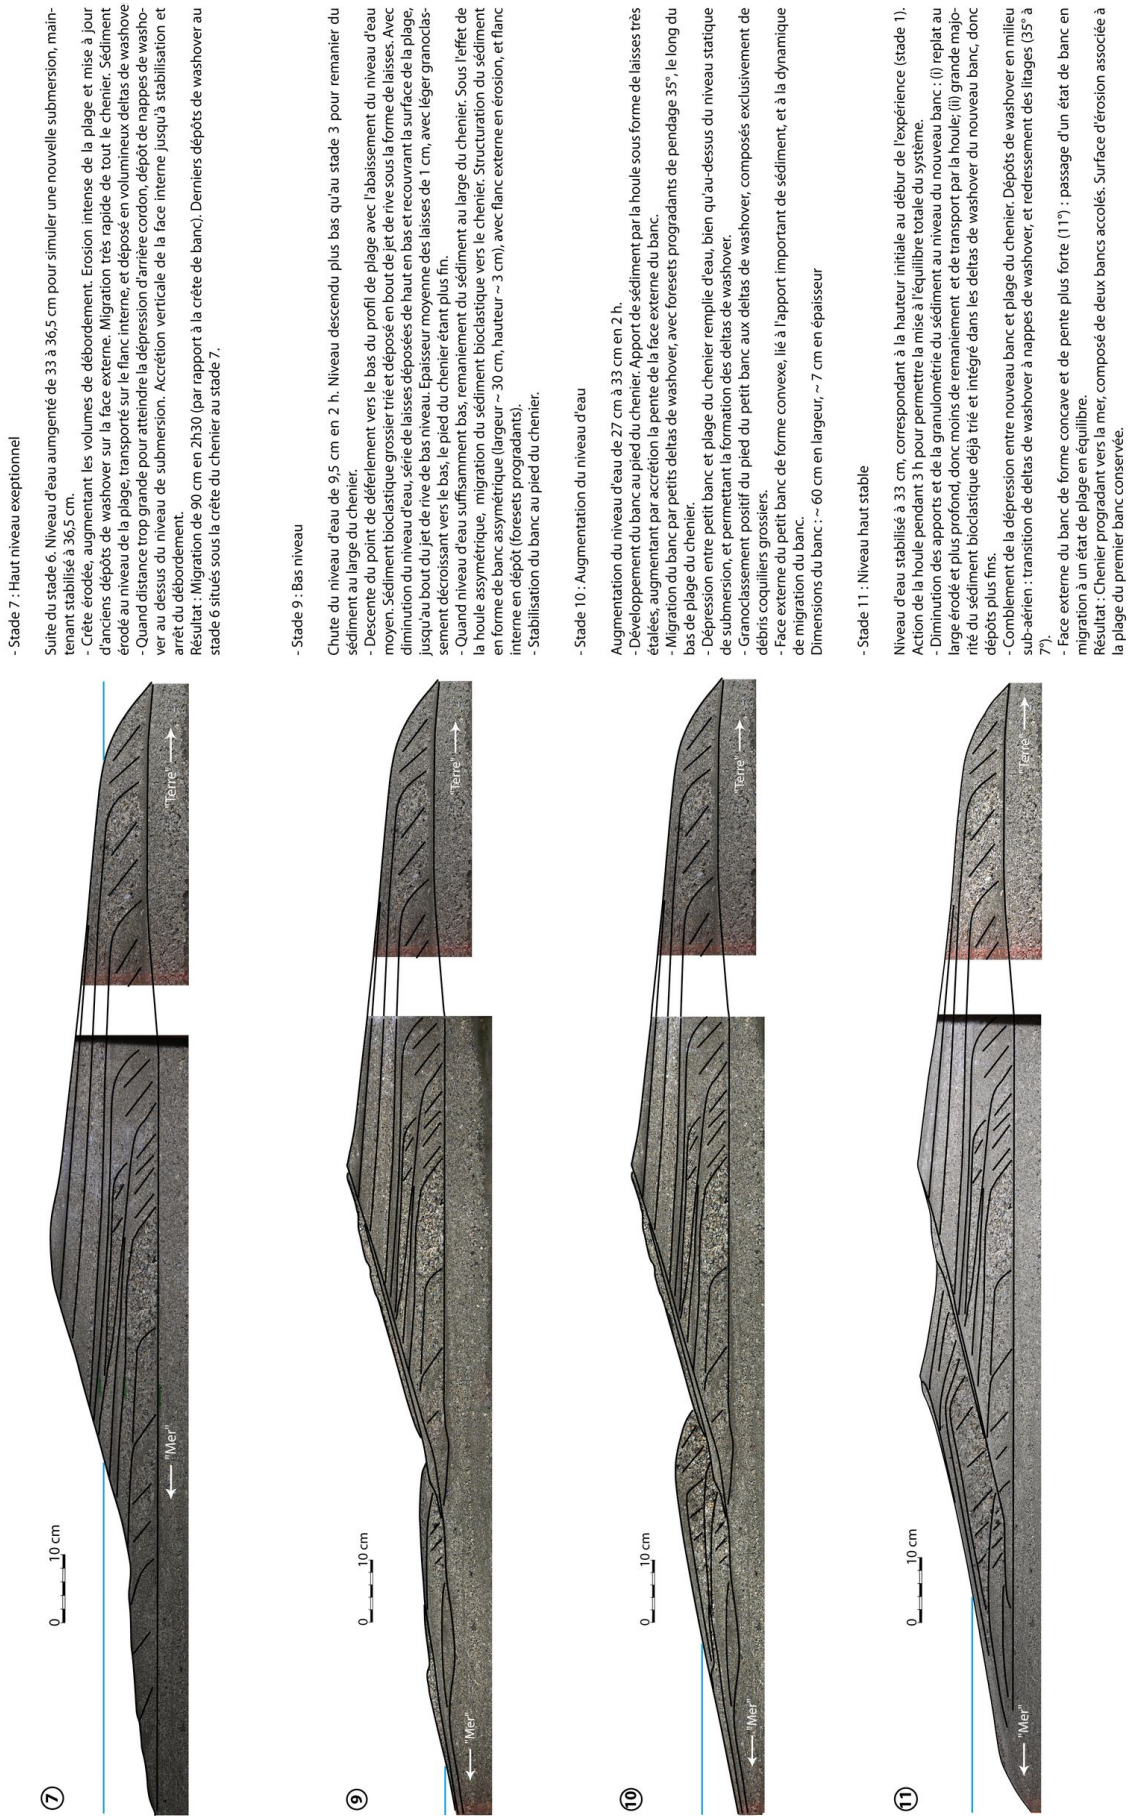 ⑦
0 10 cm
"Mer"
"Terre"
- Stade 7 : Haut niveau exeptionnel
Suite du stade 6. Niveau d'eau aumgenté de 33 à 36,5 cm pour simuler une nouvelle submersion, main-
tenant stabilisé à 36,5 cm.
- Crête érodée, augmentant les volumes de débordement. Erosion intense de la plage et mise à jour
d'anciens dépôts de washover sur la face externe. Migration très rapide de tout le chenier. Sédiment
érodé au niveau de la plage, transporté sur le flanc interne, et déposé en volumineux deltas de washove
- Quand distance trop grande pour atteindre la dépression d'arrière cordon, dépôt de nappes de washo-
ver au dessus du niveau de submersion. Accrétion verticale de la face interne jusqu'à stabilisation et
arrêt du débordement.
Résultat : Migration de 90 cm en 2h30 (par rapport à la crête de banc). Derniers dépôts de washover au
stade 6 situés sous la crête du chenier au stade 7.
⑨
0 10 cm
"Mer"
"Terre"
- Stade 9 : Bas niveau
Chute du niveau d'eau de 9,5 cm en 2 h. Niveau descendu plus bas qu'au stade 3 pour remanier du
sédiment au large du chenier.
- Descente du point de déferlement vers le bas du profil de plage avec l'abaissement du niveau d'eau
moyen. Sédiment bioclastique grossier trié et déposé en bout de jet de rive sous la forme de laisses. Avec
diminution du niveau d'eau, série de laisses déposées de haut en bas et recouvrant la surface de la plage,
jusqu'au bout du jet de rive de bas niveau. Epaisseur moyenne des laisses de 1 cm, avec léger granoclas-
sement décroissant vers le bas, le pied du chenier étant plus fin.
- Quand niveau d'eau suffisamment bas, remaniement du sédiment au large du chenier. Sous l'effet de
la houle assymétrique, migration du sédiment bioclastique vers le chenier. Structuration du sédiment
en forme de banc assymétrique (largeur ~ 30 cm, hauteur ~ 3 cm), avec flanc externe en érosion, et flanc
interne en dépôt (foresets progradants).
- Stabilisation du banc au pied du chenier.
⑩
0 10 cm
"Mer"
"Terre"
- Stade 10 : Augmentation du niveau d'eau
Augmentation du niveau d'eau de 27 cm à 33 cm en 2 h.
- Développement du banc au pied du chenier. Apport de sédiment par la houle sous forme de laisses très
étalées, augmentant par accrétion la pente de la face externe du banc.
- Migration du banc par petits deltas de washover, avec foresets progradants de pendage 35°, le long du
bas de plage du chenier.
- Dépression entre petit banc et plage du chenier remplie d'eau, bien qu'au-dessus du niveau statique
de submersion, et permettant la formation des deltas de washover.
- Granoclassement positif du pied du petit banc aux deltas de washover, composés exclusivement de
débris coquiliers grossiers.
- Face externe du petit banc de forme convexe, lié à l'apport important de sédiment, et à la dynamique
de migration du banc.
Dimensions du banc : ~ 60 cm en largeur, ~ 7 cm en épaisseur
⑪
0 10 cm
"Mer"
"Terre"
- Stade 11 : Niveau haut stable
Niveau d'eau stabilisé à 33 cm, correspondant à la hauteur initiale au débur de l'expérience (stade 1).
Action de la houle pendant 3 h pour permettre la mise à l'équilibre totale du système.
- Diminution des apports et de la granulométrie du sédiment au niveau du nouveau banc : (i) replat au
large érodé et plus profond, donc moins de remaniement et de transport par la houle; (ii) grande majo-
rité du sédiment bioclastique déjà trié et intégré dans les deltas de washover du nouveau banc, donc
dépôts plus fins.
- Comblement de la dépression entre nouveau banc et plage du chenier. Dépôts de washover en milieu
sub-aérien : transition de deltas de washover à nappes de washover, et redressement des litages (35° à
7°).
- Face externe du banc de forme concave et de pente plus forte (11°) : passage d'un état de banc en
migration à un état de plage en équilibre.
Résultat : Chenier progradant vers la mer, composé de deux bancs accolés. Surface d'érosion associée à
la plage du premier banc conservée.